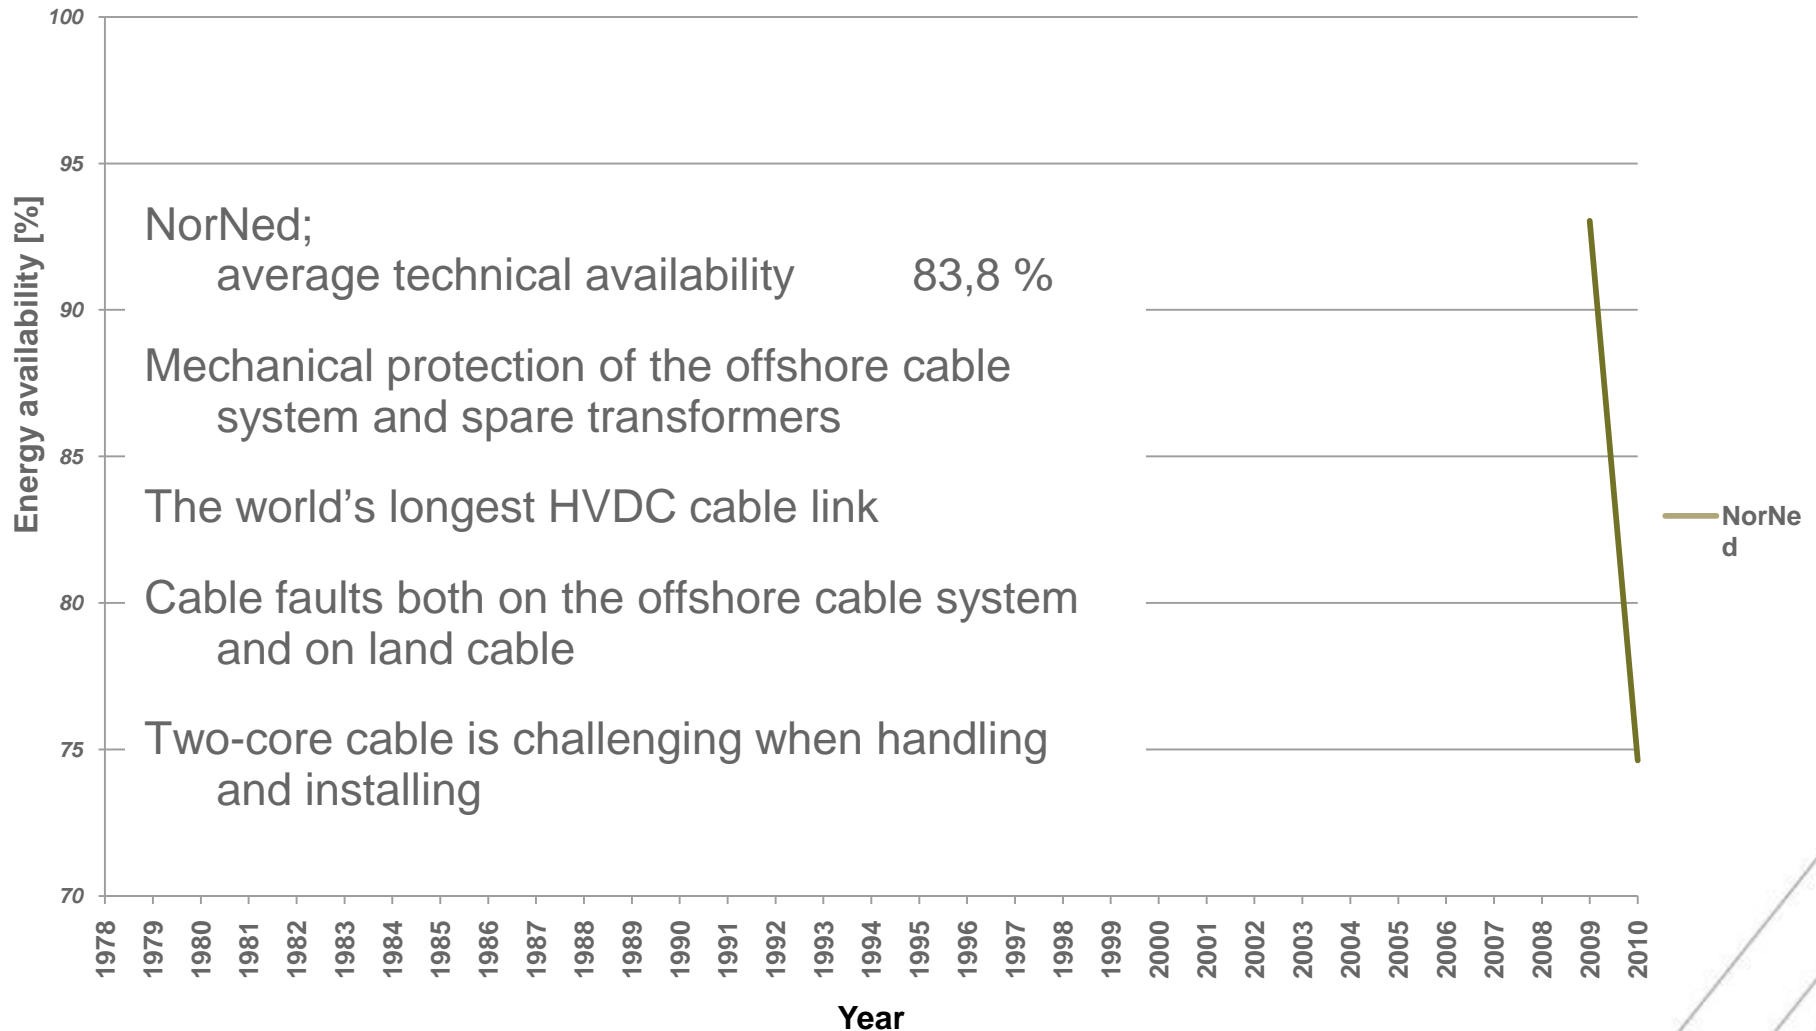 100
95
90
85
80
75
70
Energy availability [%]
NorNed;
average technical availability 83,8 %
Mechanical protection of the offshore cable
system and spare transformers
The world’s longest HVDC cable link
Cable faults both on the offshore cable system
and on land cable
Two-core cable is challenging when handling
and installing
NorNe
d
1978 1979 1980 1981 1982 1983 1984 1985 1986 1987 1988 1989 1990 1991 1992 1993 1994 1995 1996 1997 1998 1999 2000 2001 2002 2003 2004 2005 2006 2007 2008 2009 2010
Year